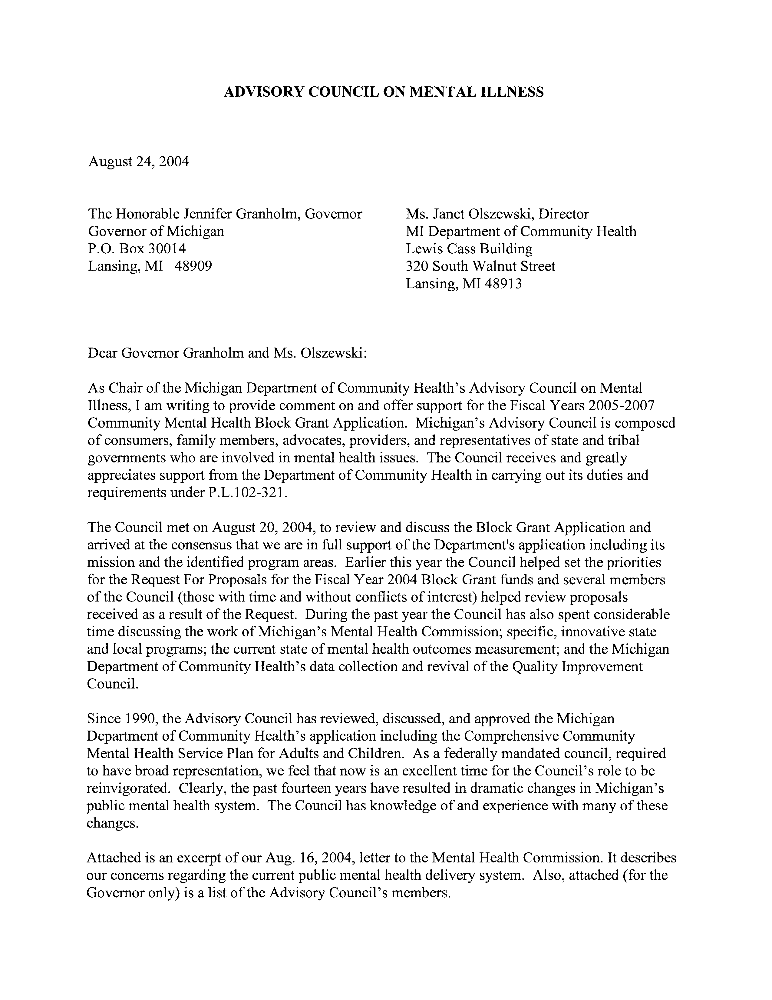 ADVISORY COUNCIL ON MENTAL ILLNESS
August 24, 2004
The Honorable Jennifer Granholm, Governor
Governor of Michigan
P.O. Box 30014
Lansing, MI 48909
Ms. Janet Olszewski, Director
MI Department of Community Health
Lewis Cass Building
320 South Walnut Street
Lansing, MI 48913
Dear Governor Granholm and Ms. Olszewski:
As Chair of the Michigan Department of Community Health's Advisory Council on Mental
Illness, I am writing to provide comment on and offer support for the Fiscal Years 2005-2007
Community Mental Health Block Grant Application. Michigan's Advisory Council is composed
of consumers, family members, advocates, providers, and representatives of state and tribal
governments who are involved in mental health issues. The Council receives and greatly
appreciates support from the Department of Community Health in carrying out its duties and
requirements under P.L.102-321.
The Council met on August 20, 2004, to review and discuss the Block Grant Application and
arrived at the consensus that we are in full support of the Department's application including its
mission and the identified program areas. Earlier this year the Council helped set the priorities
for the Request For Proposals for the Fiscal Year 2004 Block Grant funds and several members
of the Council (those with time and without conflicts of interest) helped review proposals
received as a result of the Request. During the past year the Council has also spent considerable
time discussing the work of Michigan's Mental Health Commission; specific, innovative state
and local programs; the current state of mental health outcomes measurement; and the Michigan
Department of Community Health's data collection and revival of the Quality Improvement
Council.
Since 1990, the Advisory Council has reviewed, discussed, and approved the Michigan
Department of Community Health's application including the Comprehensive Community
Mental Health Service Plan for Adults and Children. As a federally mandated council, required
to have broad representation, we feel that now is an excellent time for the Council's role to be
reinvigorated. Clearly, the past fourteen years have resulted in dramatic changes in Michigan's
public mental health system. The Council has knowledge of and experience with many of these
changes.
Attached is an excerpt of our Aug. 16, 2004, letter to the Mental Health Commission. It describes
our concerns regarding the current public mental health delivery system. Also, attached (for the
Governor only) is a list of the Advisory Council's members.